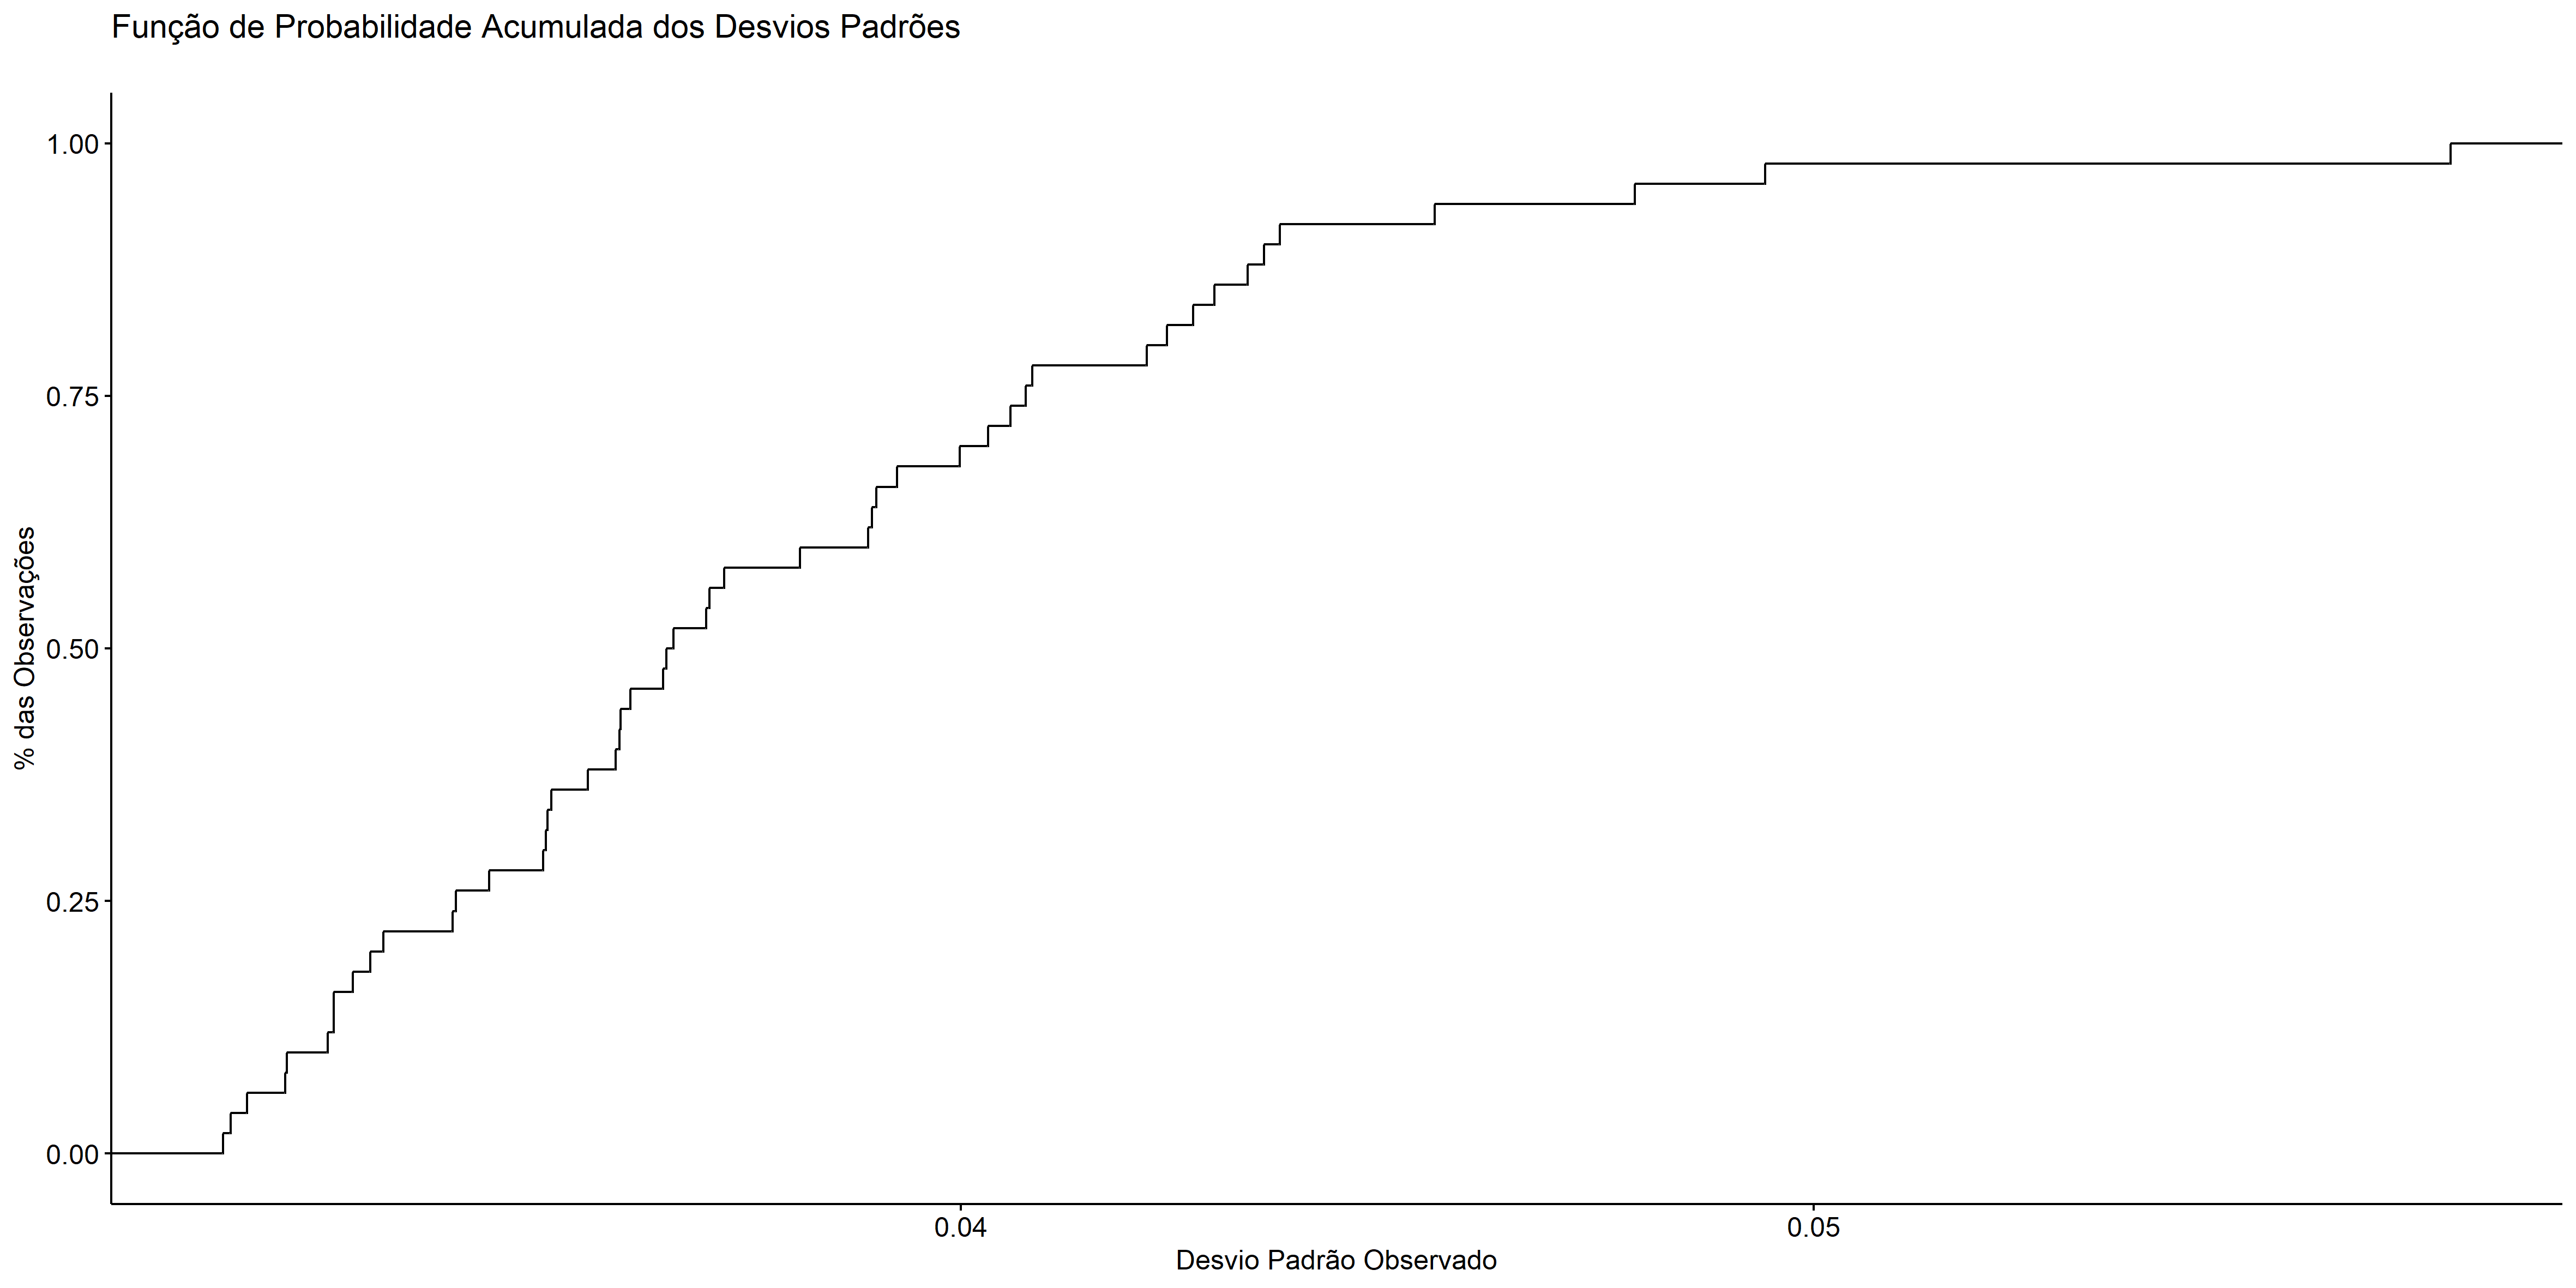 Função de Probabilidade Acumulada dos Desvios Padrões
1.00
0.75
0.50
0.25
0.00
% das Observações
0.04
0.05
Desvio Padrão Observado